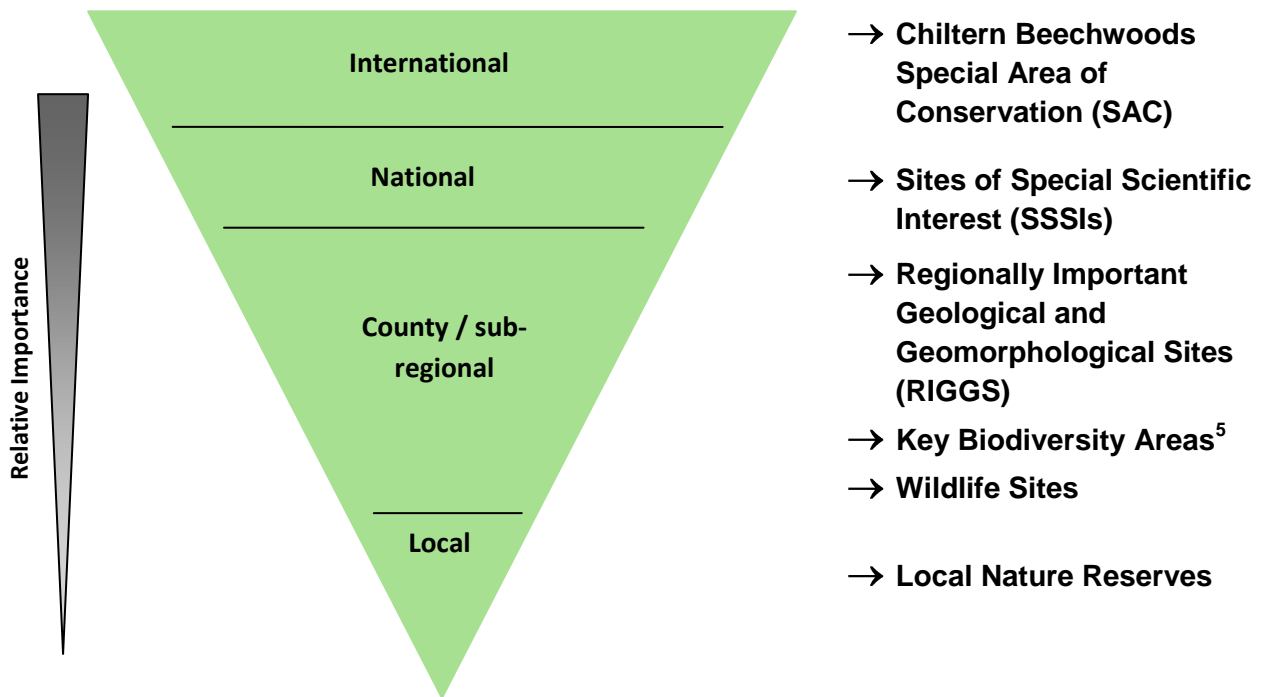 International
National
County / sub-
regional
Local
Relative Importance
→ Chiltern Beechwoods
Special Area of
Conservation (SAC)
→ Sites of Special Scientific
Interest (SSSIs)
→ Regionally Important
Geological and
Geomorphological Sites
(RIGGS)
→ Key Biodiversity Areas⁵
→ Wildlife Sites
→ Local Nature Reserves